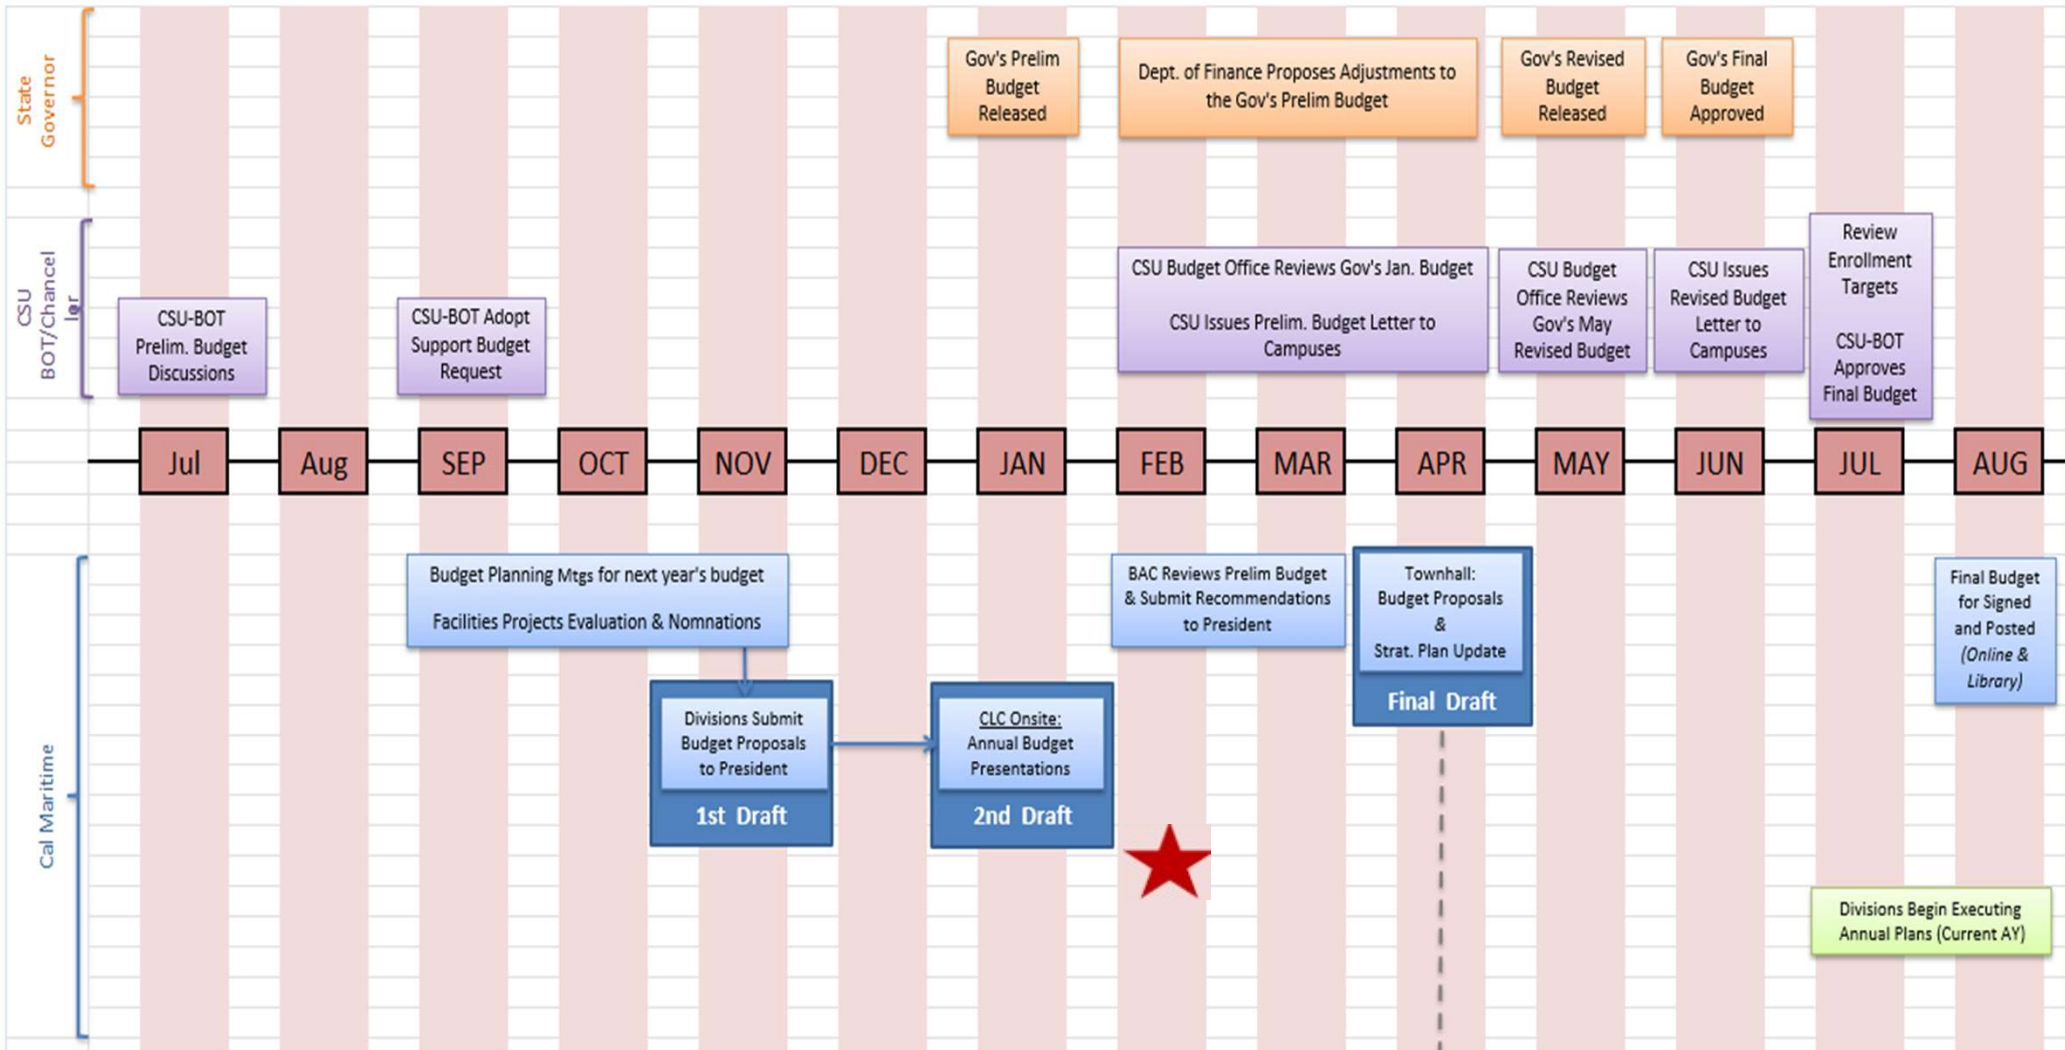 State
Governor
Gov's Prelim
Budget
Released
Dept. of Finance Proposes Adjustments to
the Gov's Prelim Budget
Gov's Revised
Budget
Released
Gov's Final
Budget
Approved
CSU
BOT/Chancel
lor
CSU-BOT
Prelim. Budget
Discussions
CSU-BOT Adopt
Support Budget
Request
CSU Budget Office Reviews Gov's Jan. Budget
CSU Issues Prelim. Budget Letter to
Campuses
CSU Budget
Office Reviews
Gov's May
Revised Budget
CSU Issues
Revised Budget
Letter to
Campuses
Review
Enrollment
Targets
CSU-BOT
Approves
Final Budget
Jul
Aug
SEP
OCT
NOV
DEC
JAN
FEB
MAR
APR
MAY
JUN
JUL
AUG
Cal Maritime
Budget Planning Mtgs for next year's budget
Facilities Projects Evaluation & Nomnations
Divisions Submit
Budget Proposals
to President
1st Draft
CLC Onsite:
Annual Budget
Presentations
2nd Draft
BAC Reviews Prelim Budget
& Submit Recommendations
to President
Townhall:
Budget Proposals
&
Strat. Plan Update
Final Draft
Final Budget
for Signed
and Posted
(Online &
Library)
Divisions Begin Executing
Annual Plans (Current AY)